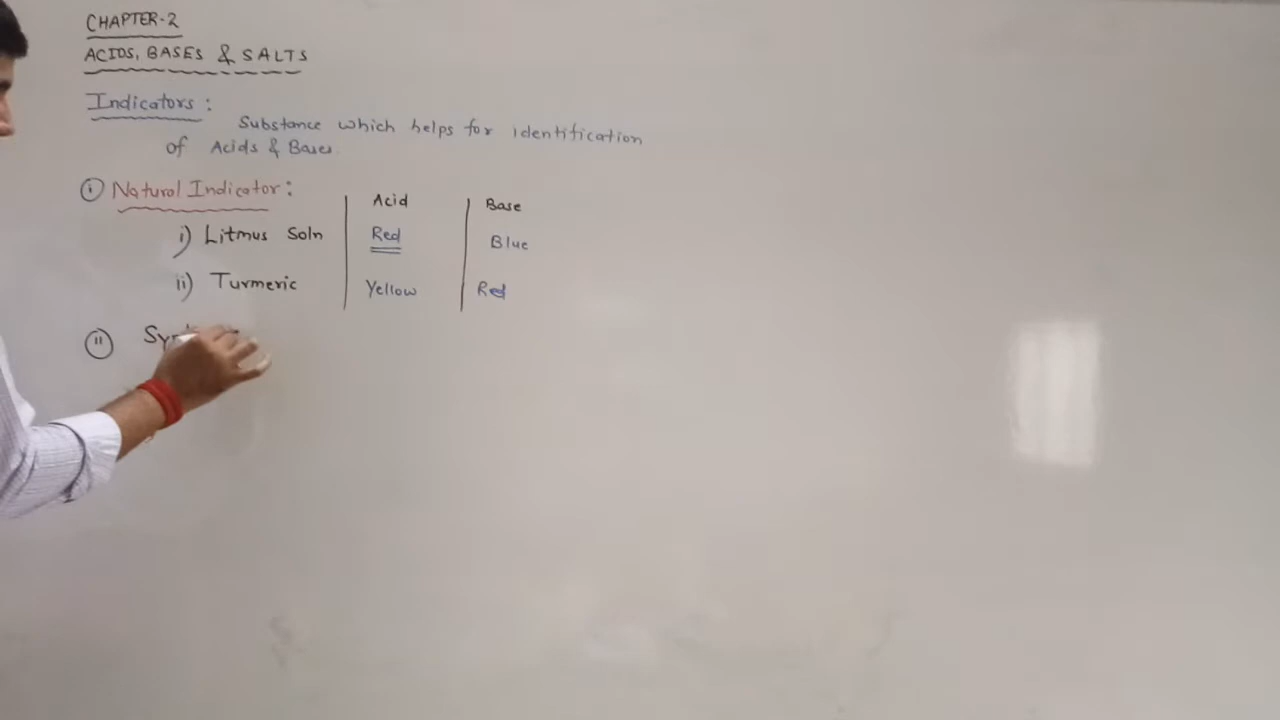 CHAPTER-2
ACIDS, BASES & SALTS
Indicators :
Substance which helps for identification
of Acids & Bases.
(i) Natural Indicator : Acid Base
i) Litmus Soln Red Blue
ii) Turmeric Yellow Red
(ii)